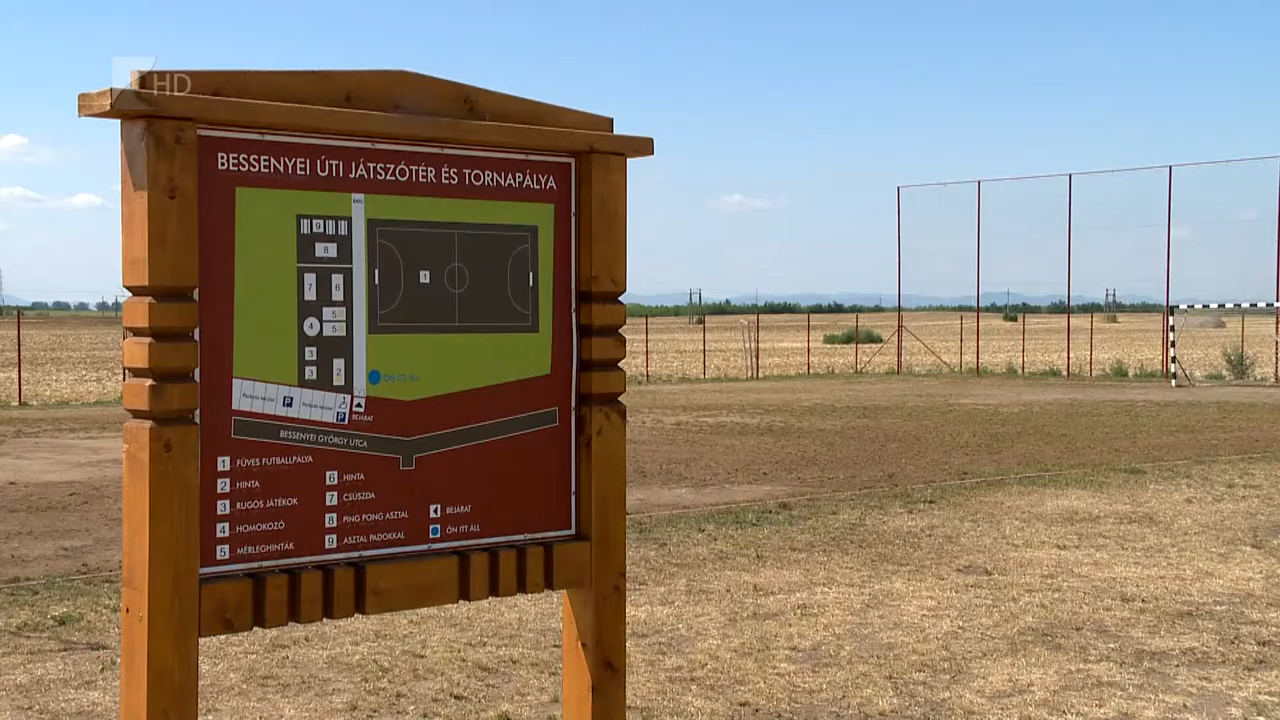 HD
BESSENYEI ÚTI JÁTSZÓTÉR ÉS TORNAPÁLYA
9
8
7 6
5
4 5
3
3 2
1
ÖN ITT ÁLL
P
P
BEJÁRAT
BESSENYEI GYÖRGY UTCA
1 FÜVES FUTBALLPÁLYA
2 HINTA
3 RUGÓS JÁTÉKOK
4 HOMOKOZÓ
5 MÉRLEGHINTÁK
6 HINTA
7 CSÚSZDA
8 PING PONG ASZTAL
9 ASZTAL PADOKKAL
BEJÁRAT
ÖN ITT ÁLL